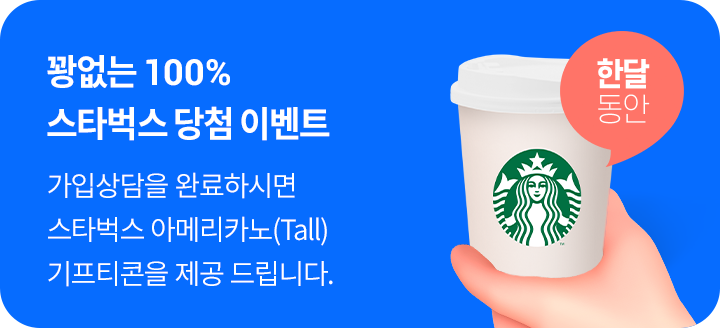 꽝없는 100%
스타벅스 당첨 이벤트
가입상담을 완료하시면
스타벅스 아메리카노(Tall)
기프티콘을 제공 드립니다.
한달
동안